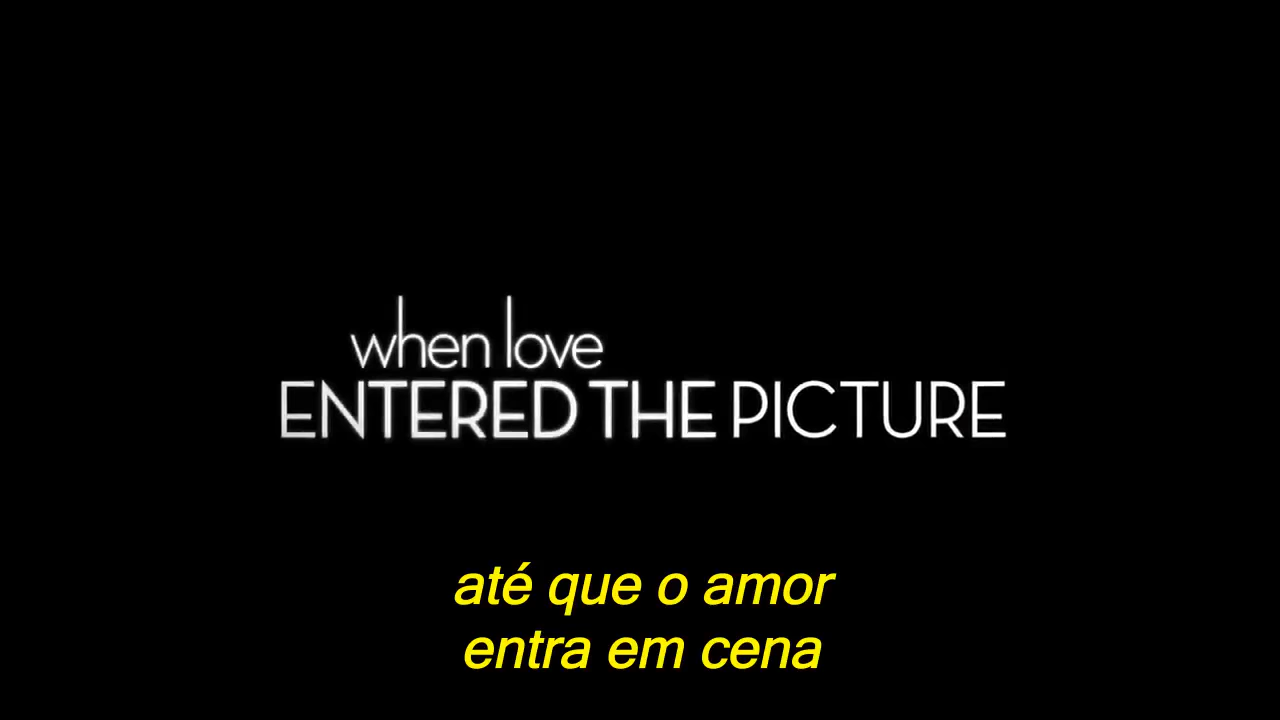 when love
ENTERED THE PICTURE
até que o amor
entra em cena